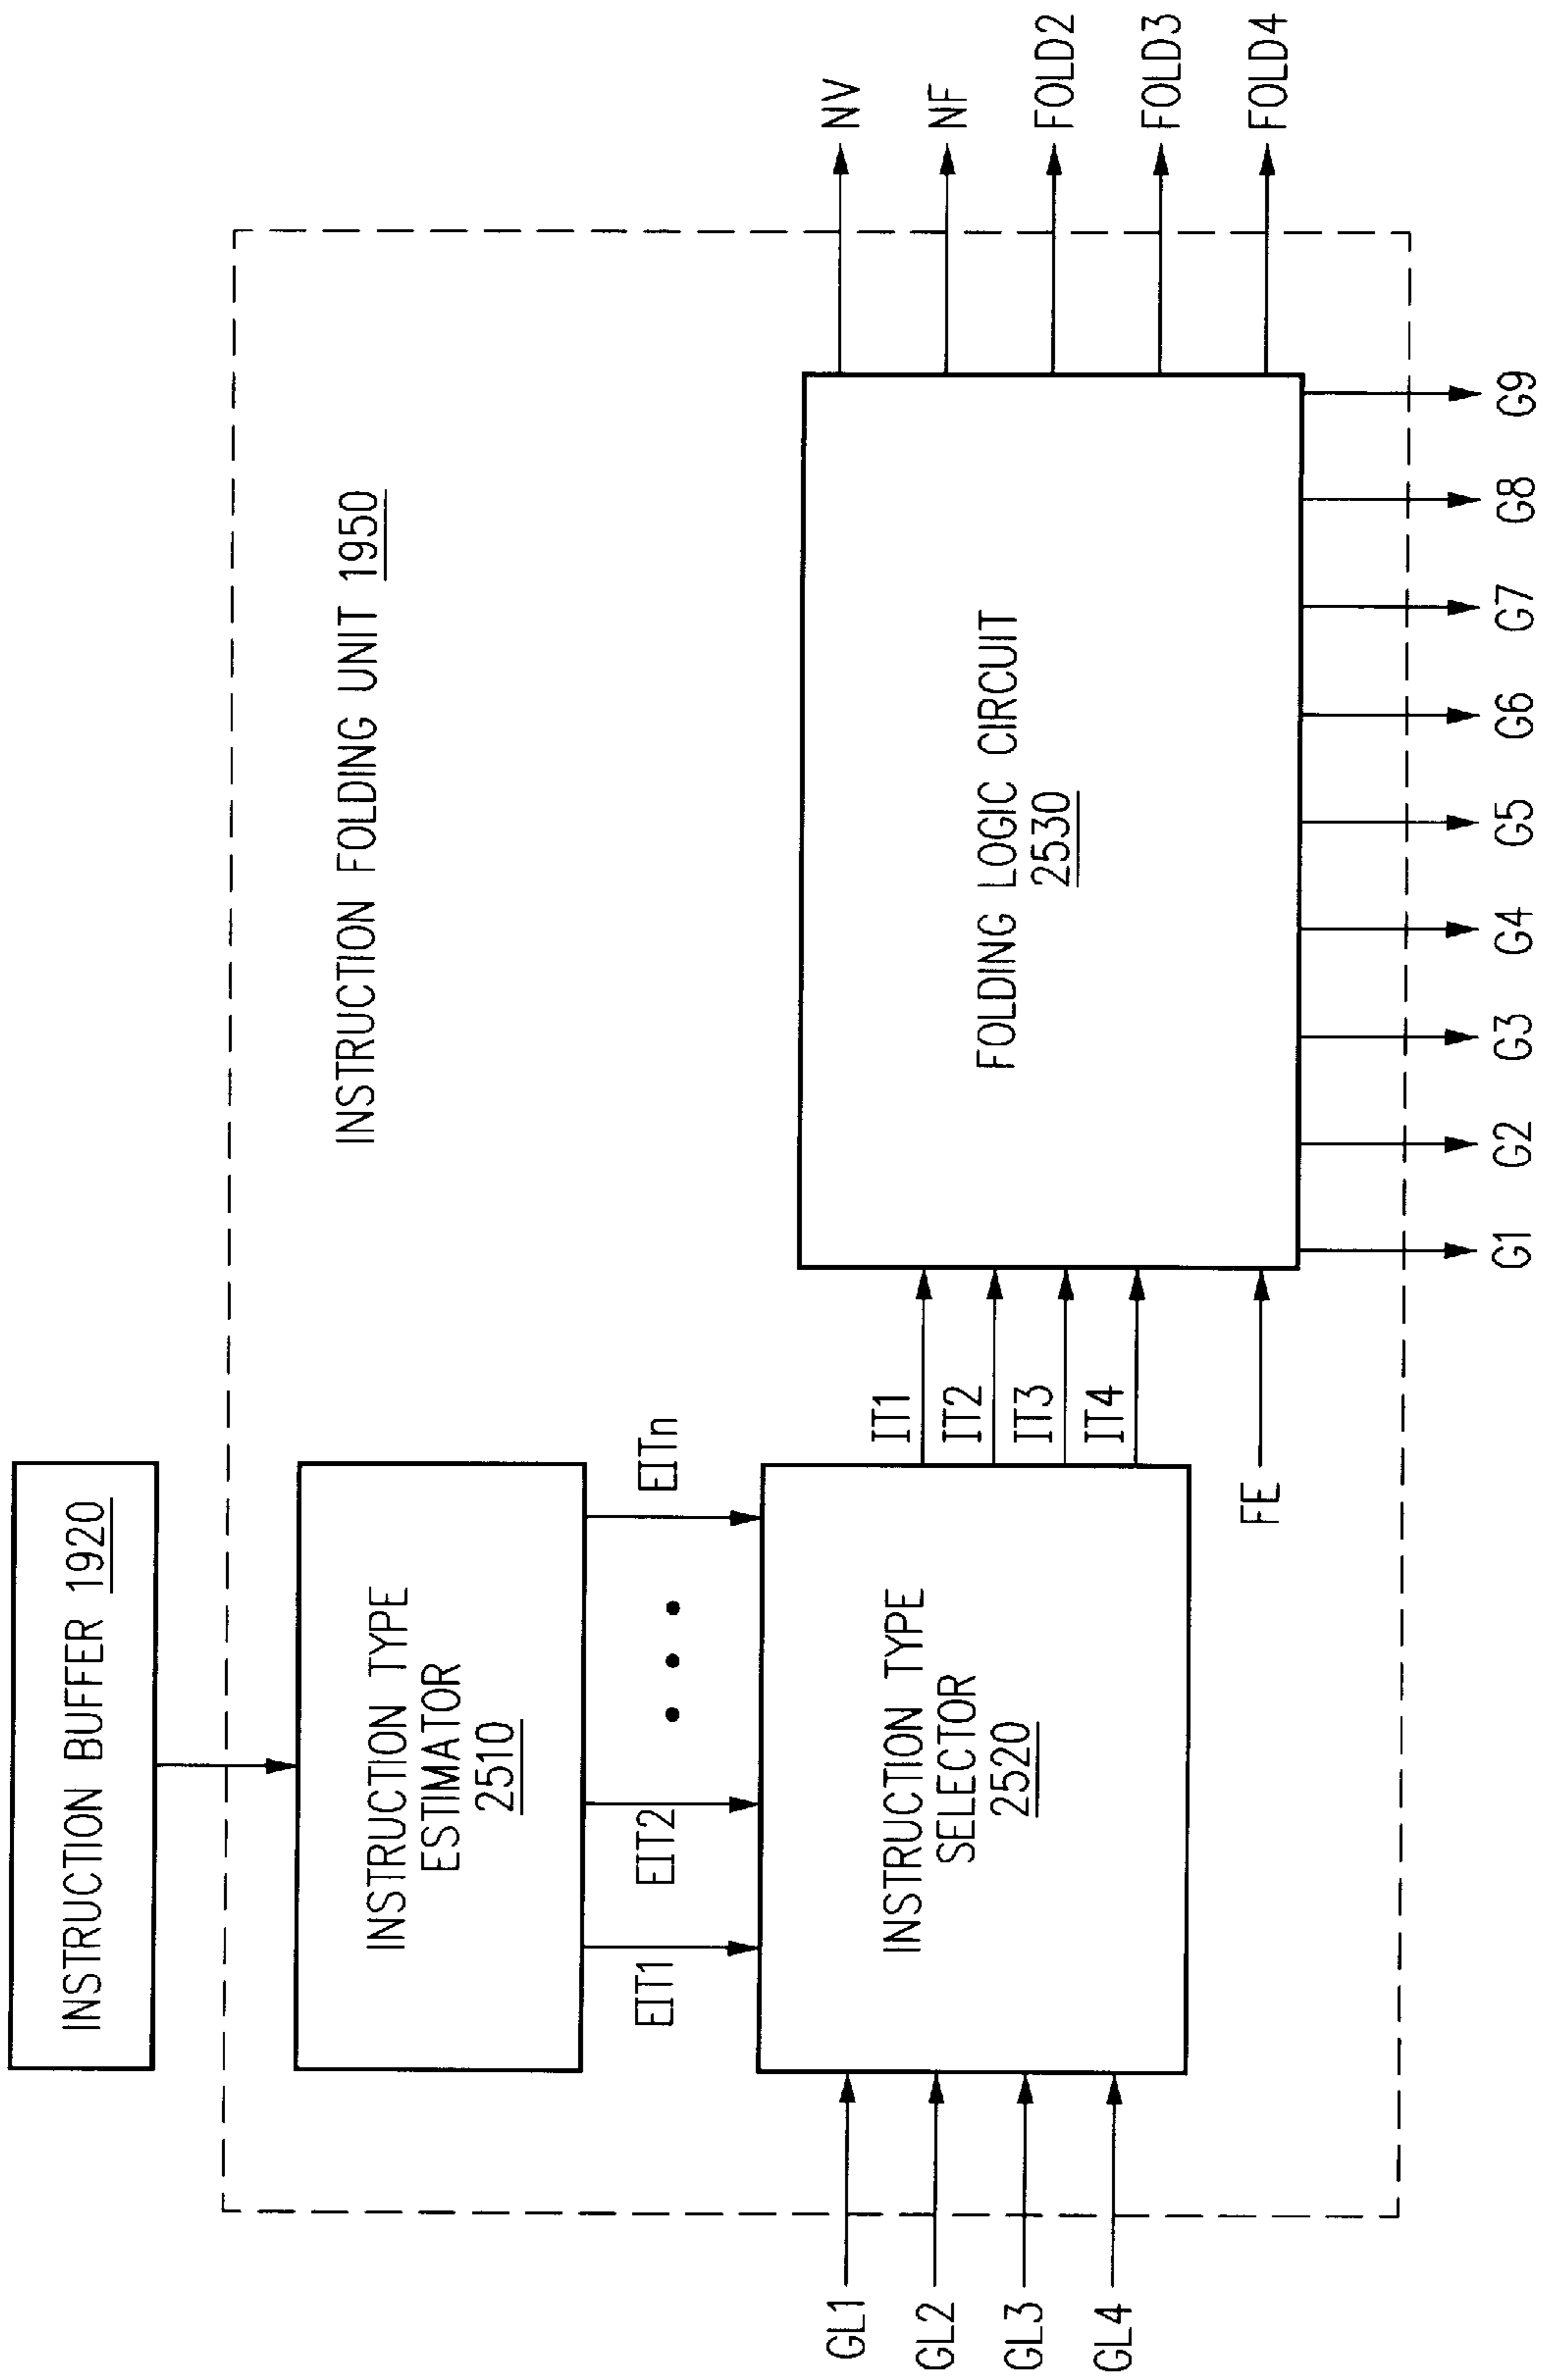 INSTRUCTION BUFFER 1920
INSTRUCTION FOLDING UNIT 1950
INSTRUCTION TYPE
ESTIMATOR
2510
EIT1
EIT2
EITn
GL1
GL2
GL3
GL4
INSTRUCTION TYPE
SELECTOR
2520
IT1
IT2
IT3
IT4
FE
FOLDING LOGIC CIRCUIT
2530
NV
NF
FOLD2
FOLD3
FOLD4
G1 G2 G3 G4 G5 G6 G7 G8 G9